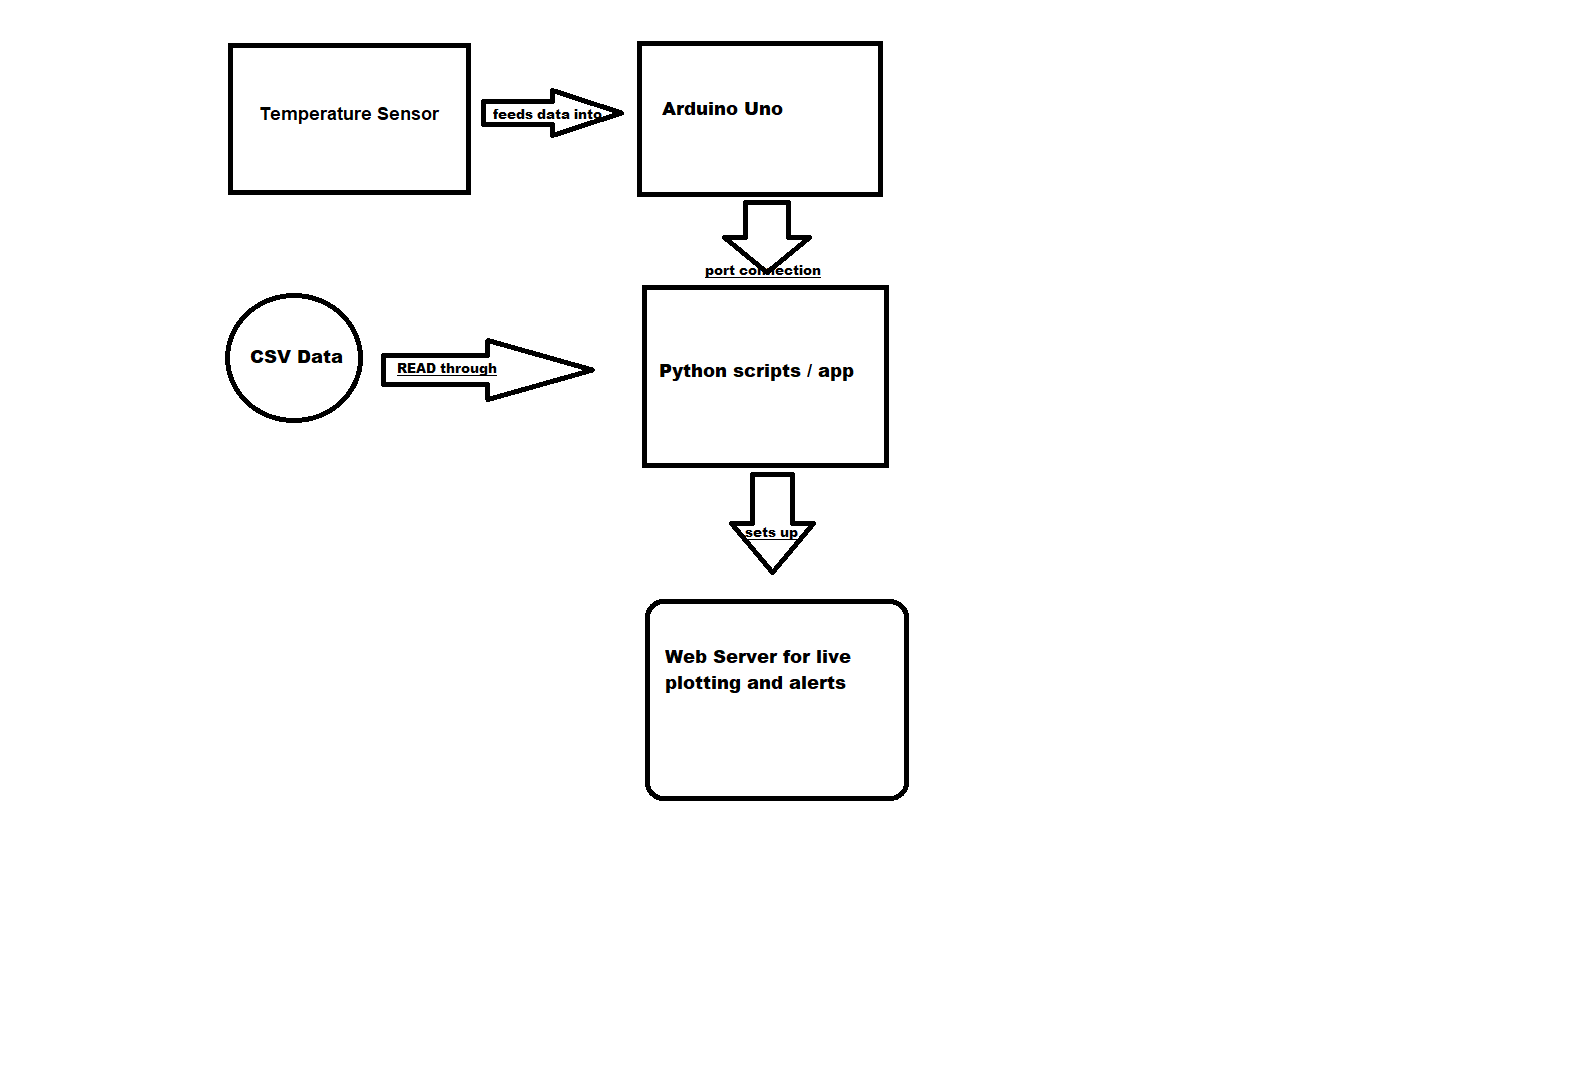 Temperature Sensor
feeds data into
Arduino Uno
port connection
CSV Data
READ through
Python scripts / app
sets up
Web Server for live
plotting and alerts